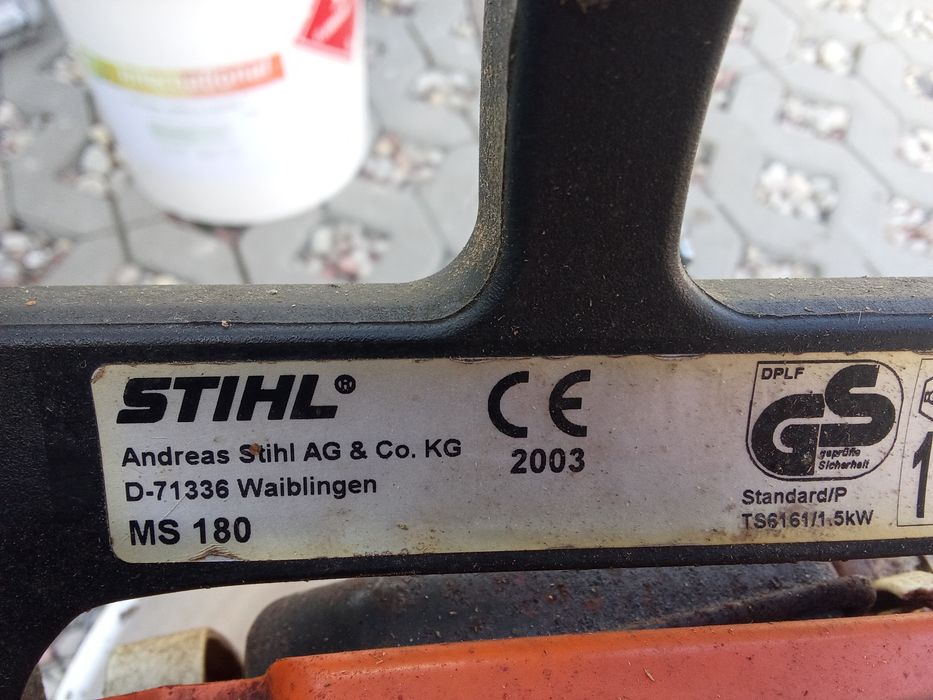 STIHL®
Andreas Stihl AG & Co. KG
D-71336 Waiblingen
MS 180
CE
2003
DPLF
GS
geprüfte
Sicherheit
Standard/P
TS6161/1.5kW
1